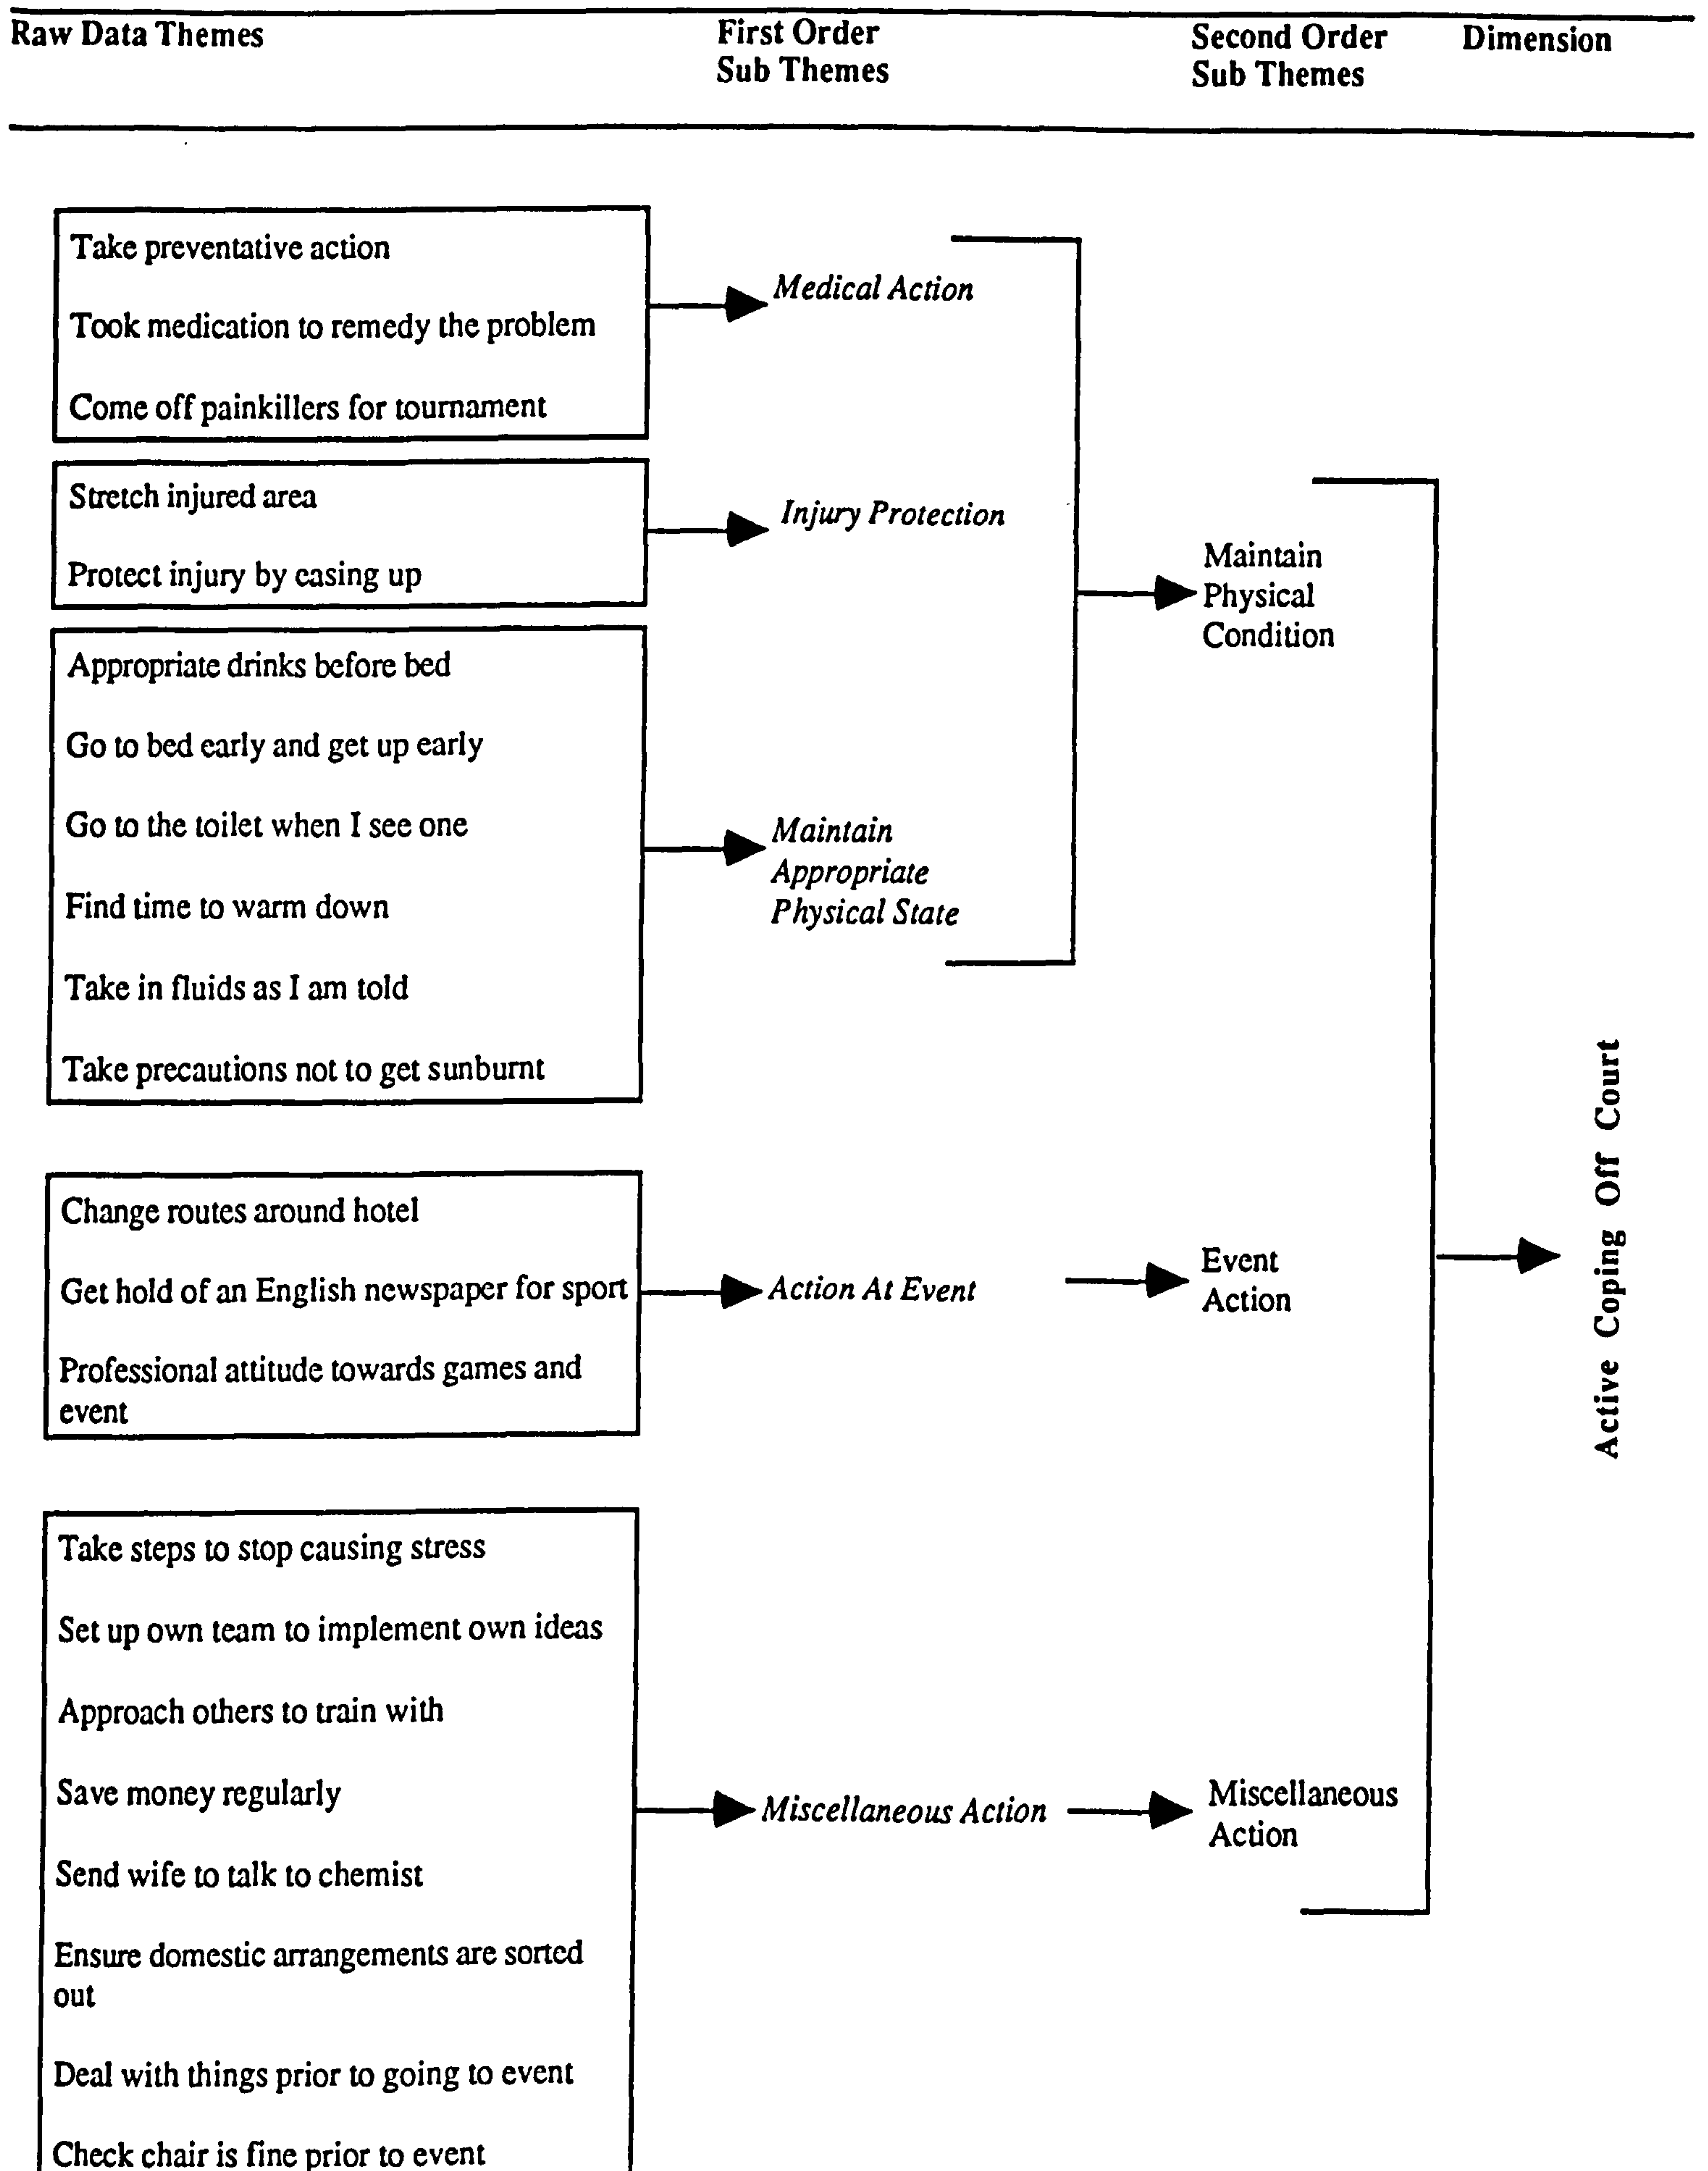 Raw Data Themes
First Order
Sub Themes
Second Order
Sub Themes
Dimension
Take preventative action
Took medication to remedy the problem
Come off painkillers for tournament
Medical Action
Stretch injured area
Protect injury by easing up
Injury Protection
Appropriate drinks before bed
Go to bed early and get up early
Go to the toilet when I see one
Find time to warm down
Take in fluids as I am told
Take precautions not to get sunburnt
Maintain
Appropriate
Physical State
Maintain
Physical
Condition
Change routes around hotel
Get hold of an English newspaper for sport
Professional attitude towards games and
event
Action At Event
Event
Action
Take steps to stop causing stress
Set up own team to implement own ideas
Approach others to train with
Save money regularly
Send wife to talk to chemist
Ensure domestic arrangements are sorted
out
Deal with things prior to going to event
Check chair is fine prior to event
Miscellaneous Action
Miscellaneous
Action
Active Coping Off Court